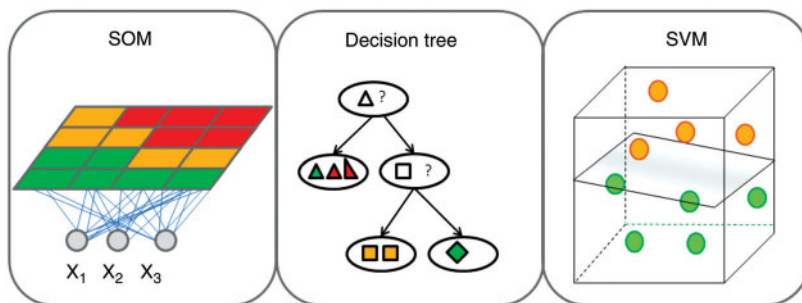 SOM
X₁ X₂ X₃
Decision tree
?
?
SVM